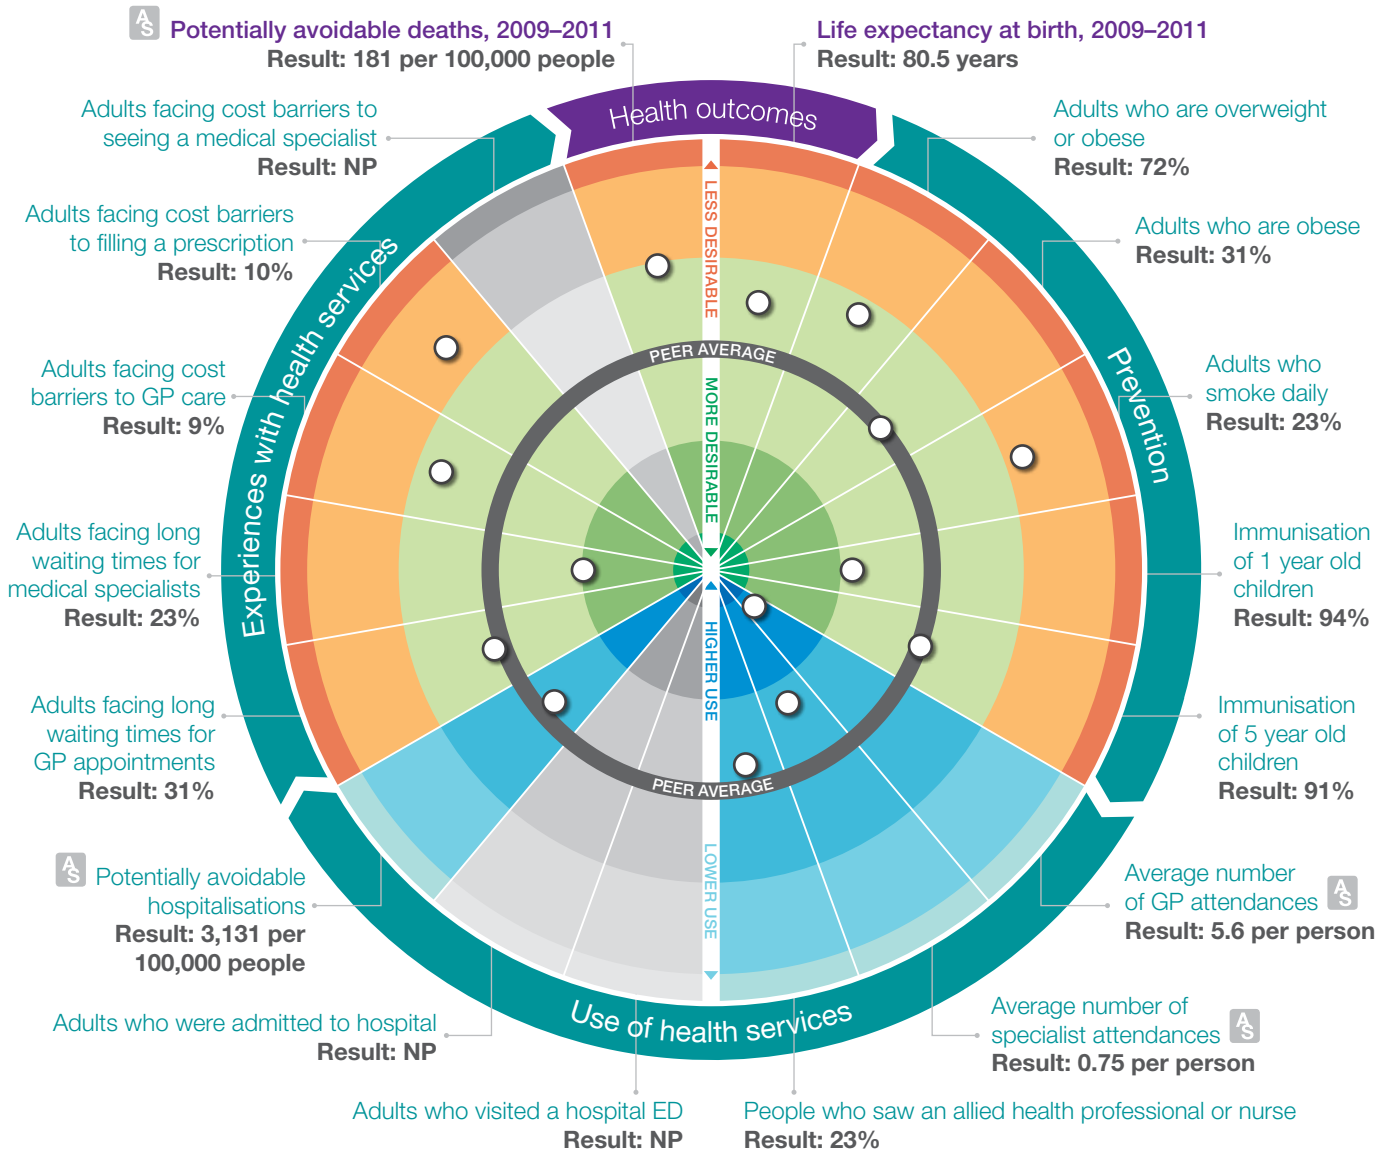 AS Potentially avoidable deaths, 2009–2011
Result: 181 per 100,000 people
Life expectancy at birth, 2009–2011
Result: 80.5 years
Adults facing cost barriers to
seeing a medical specialist
Result: NP
Health outcomes
Adults who are overweight
or obese
Result: 72%
Adults facing cost barriers
to filling a prescription
Result: 10%
Adults who are obese
Result: 31%
Adults facing cost
barriers to GP care
Result: 9%
Adults who
smoke daily
Result: 23%
Experiences with health services
Prevention
LESS DESIRABLE
PEER AVERAGE
MORE DESIRABLE
Adults facing long
waiting times for
medical specialists
Result: 23%
Immunisation
of 1 year old
children
Result: 94%
HIGHER USE
PEER AVERAGE
LOWER USE
Adults facing long
waiting times for
GP appointments
Result: 31%
Immunisation
of 5 year old
children
Result: 91%
AS Potentially avoidable
hospitalisations
Result: 3,131 per
100,000 people
Average number
of GP attendances AS
Result: 5.6 per person
Use of health services
Adults who were admitted to hospital
Result: NP
Average number of
specialist attendances AS
Result: 0.75 per person
Adults who visited a hospital ED
Result: NP
People who saw an allied health professional or nurse
Result: 23%